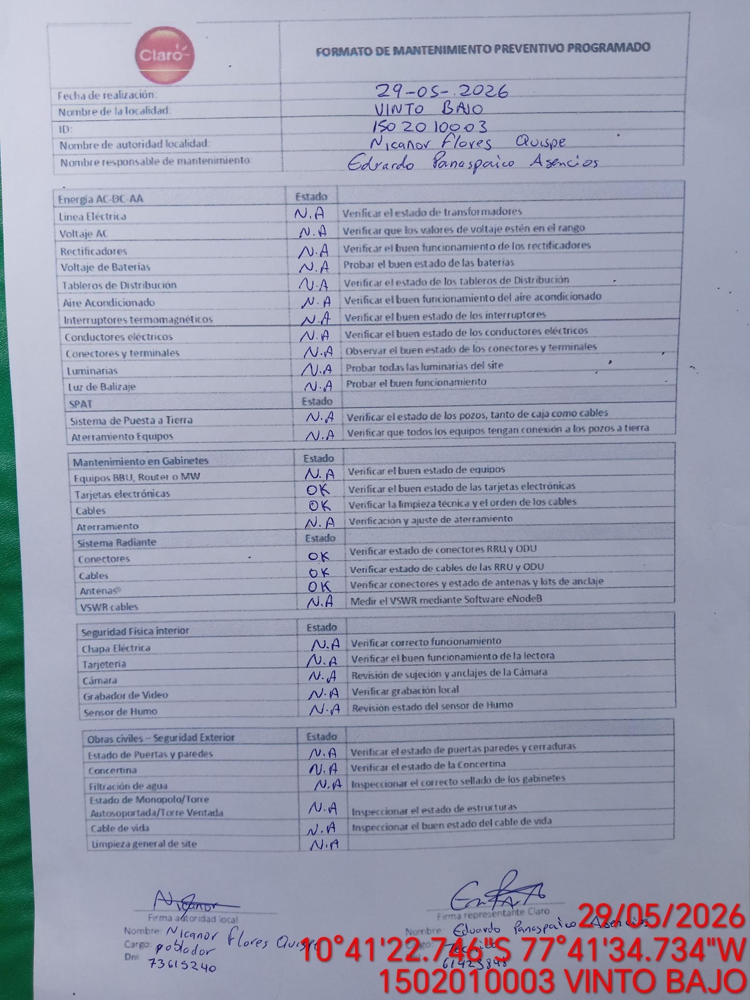 Claro
FORMATO DE MANTENIMIENTO PREVENTIVO PROGRAMADO
Fecha de realización: 29-05-.2026
Nombre de la localidad: VINTO BAJO
ID: 1502010003
Nombre de autoridad localidad: Nicanor Flores Quispe
Nombre responsable de mantenimiento: Edvardo Panaspaico Asencios
Energía AC-DC-AA Estado
Línea Eléctrica N.A Verificar el estado de transformadores
Voltaje AC N.A Verificar que los valores de voltaje estén en el rango
Rectificadores N.A Verificar el buen funcionamiento de los rectificadores
Voltaje de Baterías N.A Probar el buen estado de las baterías
Tableros de Distribución N.A Verificar el estado de los tableros de Distribución
Aire Acondicionado N.A Verificar el buen funcionamiento del aire acondicionado
Interruptores termomagnéticos N.A Verificar el buen estado de los interruptores
Conductores eléctricos N.A Verificar el buen estado de los conductores eléctricos
Conectores y terminales N.A Observar el buen estado de los conectores y terminales
Luminarias N.A Probar todas las luminarias del site
Luz de Balizaje N.A Probar el buen funcionamiento
SPAT Estado
Sistema de Puesta a Tierra N.A Verificar el estado de los pozos, tanto de caja como cables
Aterramiento Equipos N.A Verificar que todos los equipos tengan conexión a los pozos a tierra
Mantenimiento en Gabinetes Estado
Equipos BBU, Router o MW N.A Verificar el buen estado de equipos
Tarjetas electrónicas OK Verificar el buen estado de las tarjetas electrónicas
Cables OK Verificar la limpieza técnica y el orden de los cables
Aterramiento N.A Verificación y ajuste de aterramiento
Sistema Radiante Estado
Conectores OK Verificar estado de conectores RRU y ODU
Cables OK Verificar estado de cables de las RRU y ODU
Antenas OK Verificar conectores y estado de antenas y kits de anclaje
VSWR cables N.A Medir el VSWR mediante Software eNodeB
Seguridad Física interior Estado
Chapa Eléctrica N.A Verificar correcto funcionamiento
Tarjetería N.A Verificar el buen funcionamiento de la lectora
Cámara N.A Revisión de sujeción y anclajes de la Cámara
Grabador de Video N.A Verificar grabación local
Sensor de Humo N.A Revisión estado del sensor de Humo
Obras civiles – Seguridad Exterior Estado
Estado de Puertas y paredes N.A Verificar el estado de puertas paredes y cerraduras
Concertina N.A Verificar el estado de la Concertina
Filtración de agua N.A Inspeccionar el correcto sellado de los gabinetes
Estado de Monopolo/Torre
Autosoportada/Torre Ventada N.A Inspeccionar el estado de estructuras
Cable de vida N.A Inspeccionar el buen estado del cable de vida
Limpieza general de site N.A
Nicanor
Firma autoridad local
Nombre: Nicanor Flores Quispe
Cargo: poblador
Dni: 73615240
Firma representante Claro
Nombre: Eduardo Panaspaico Asencios
29/05/2026
10°41'22.746"S 77°41'34.734"W
1502010003 VINTO BAJO